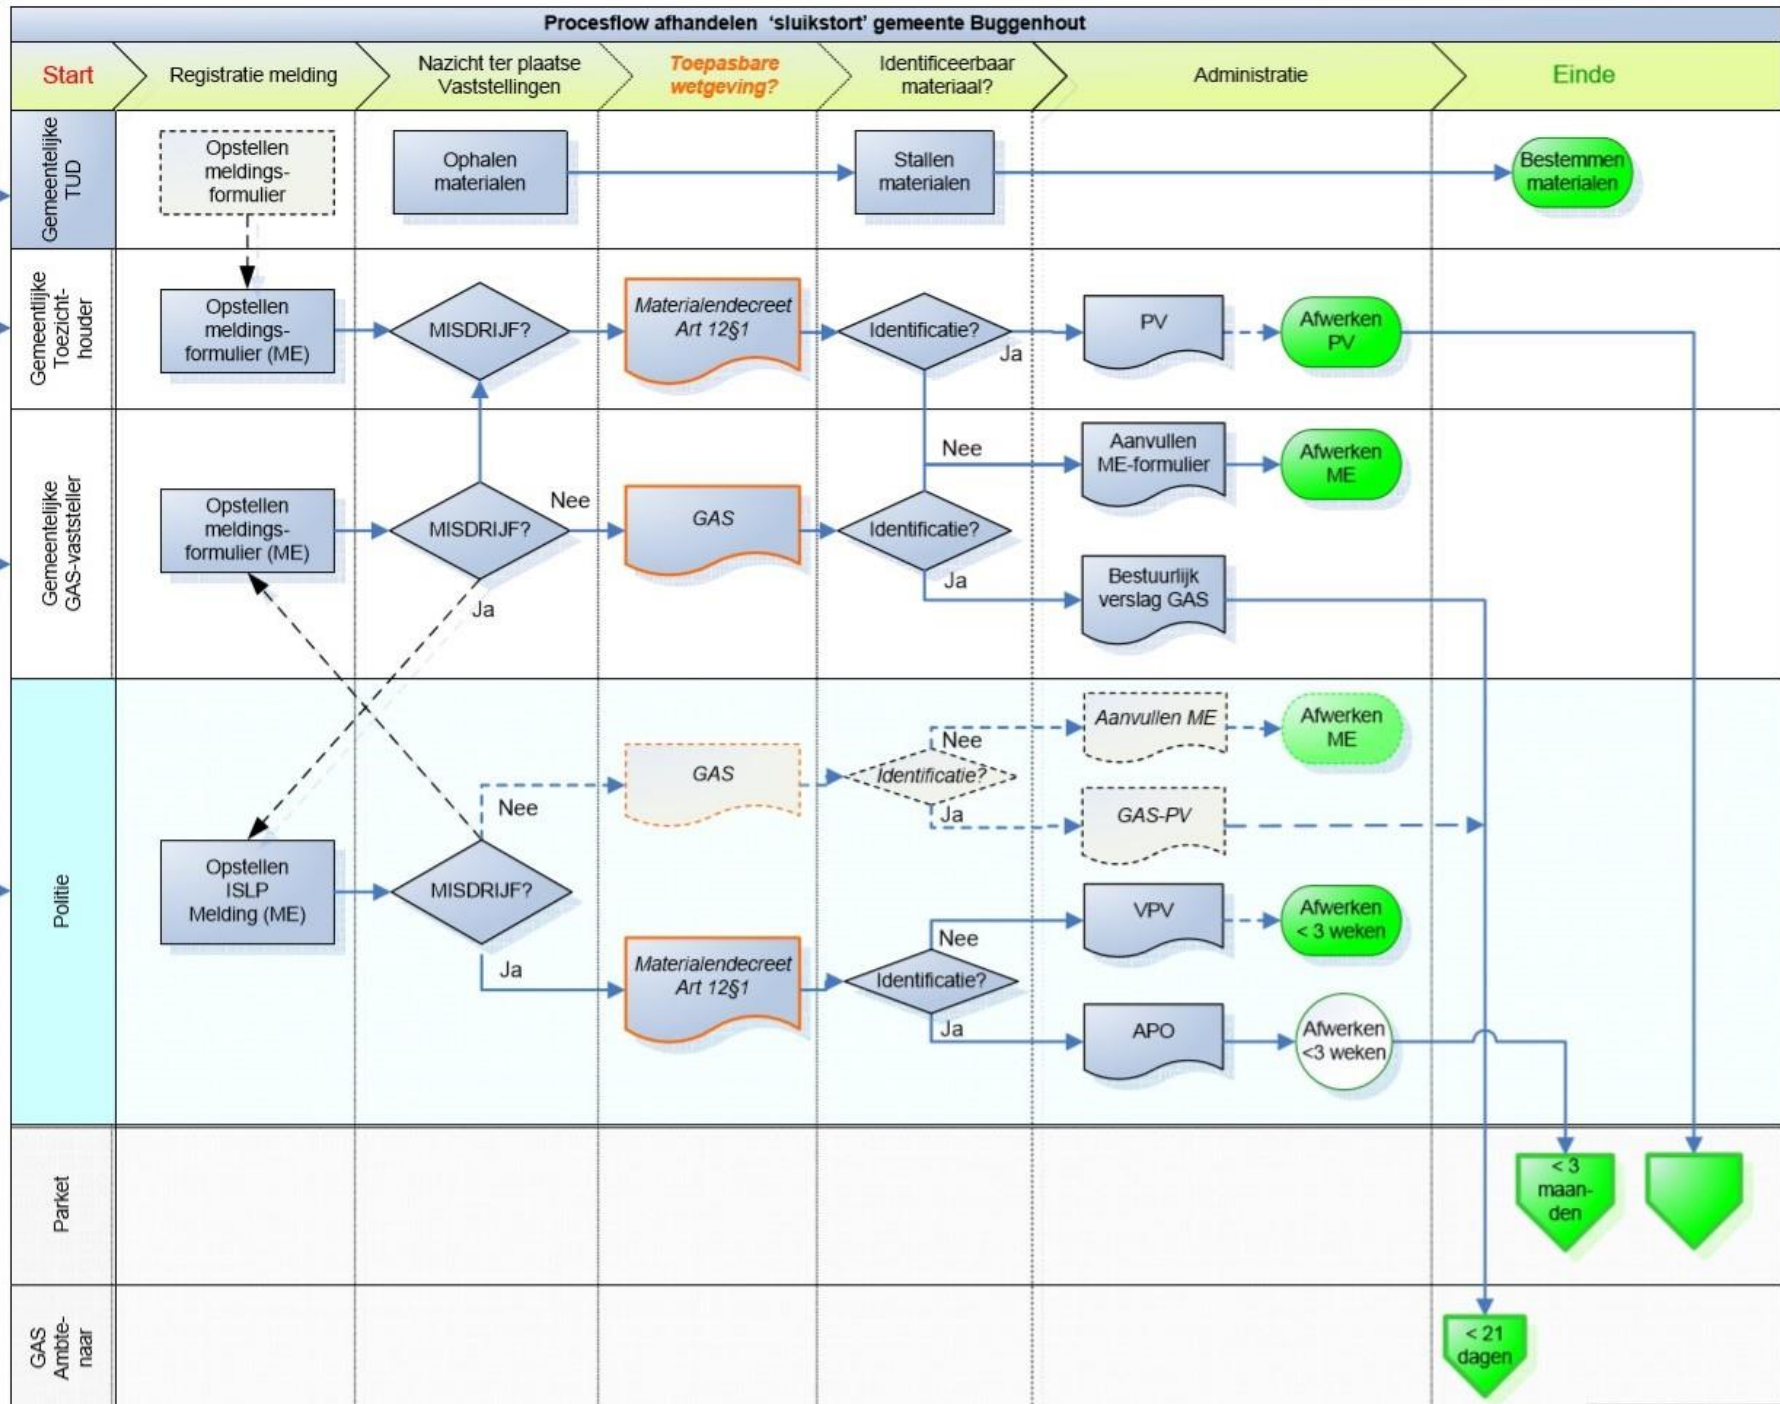 Procesflow afhandelen ‘sluikstort’ gemeente Buggenhout
Start
Registratie melding
Nazicht ter plaatse
Vaststellingen
Toepasbare
wetgeving?
Identificeerbaar
materiaal?
Administratie
Einde
Gemeentelijke
TUD
Opstellen
meldings-
formulier
Ophalen
materialen
Stallen
materialen
Bestemmen
materialen
Gemeentlijke
Toezicht-
houder
Opstellen
meldings-
formulier (ME)
MISDRIJF?
Materialendecreet
Art 12§1
Identificatie?
Ja
PV
Afwerken
PV
Gemeentelijke
GAS-vaststeller
Opstellen
meldings-
formulier (ME)
MISDRIJF?
Nee
Ja
GAS
Identificatie?
Nee
Aanvullen
ME-formulier
Afwerken
ME
Ja
Bestuurlijk
verslag GAS
Politie
Opstellen
ISLP
Melding (ME)
MISDRIJF?
Nee
GAS
Identificatie?
Nee
Aanvullen ME
Afwerken
ME
Ja
GAS-PV
Ja
Materialendecreet
Art 12§1
Identificatie?
Nee
VPV
Afwerken
< 3 weken
Ja
APO
Afwerken
<3 weken
Parket
< 3
maan-
den
GAS
Ambte-
naar
< 21
dagen